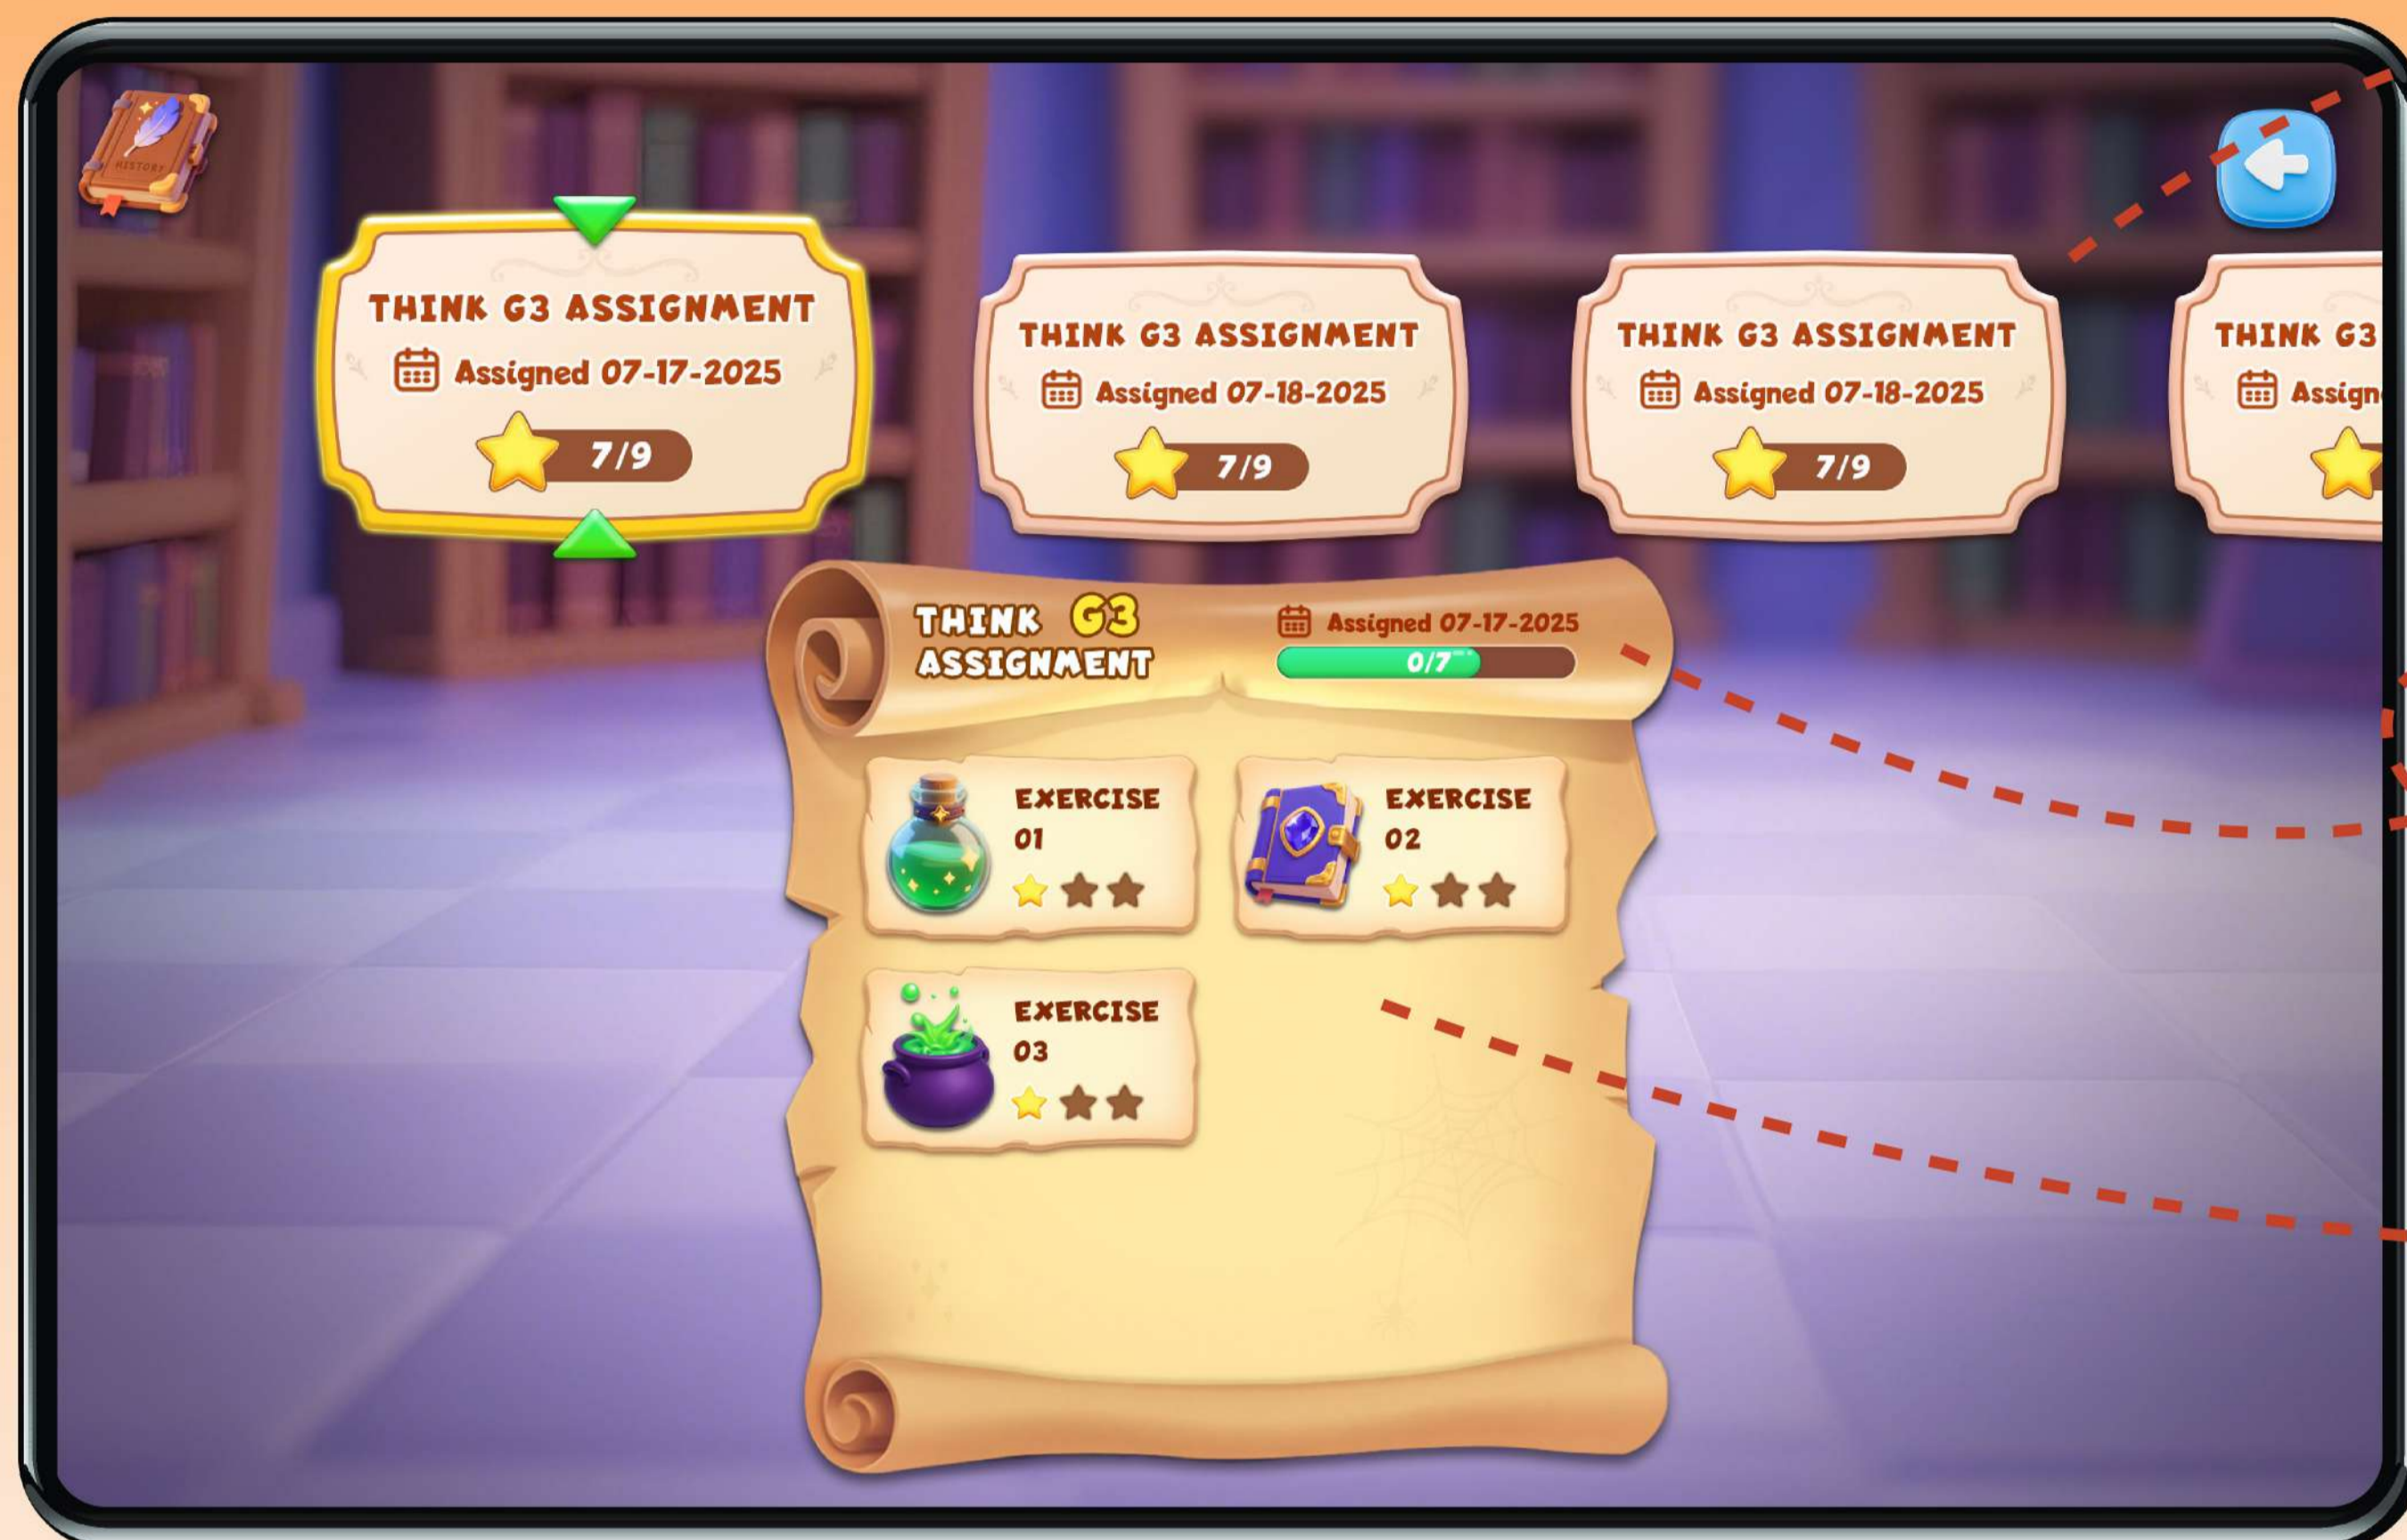 HISTORY
THINK G3 ASSIGNMENT
Assigned 07-17-2025
7/9
THINK G3 ASSIGNMENT
Assigned 07-18-2025
7/9
THINK G3 ASSIGNMENT
Assigned 07-18-2025
7/9
THINK G3
Assign
THINK G3
ASSIGNMENT
Assigned 07-17-2025
0/7
EXERCISE
01
EXERCISE
02
EXERCISE
03